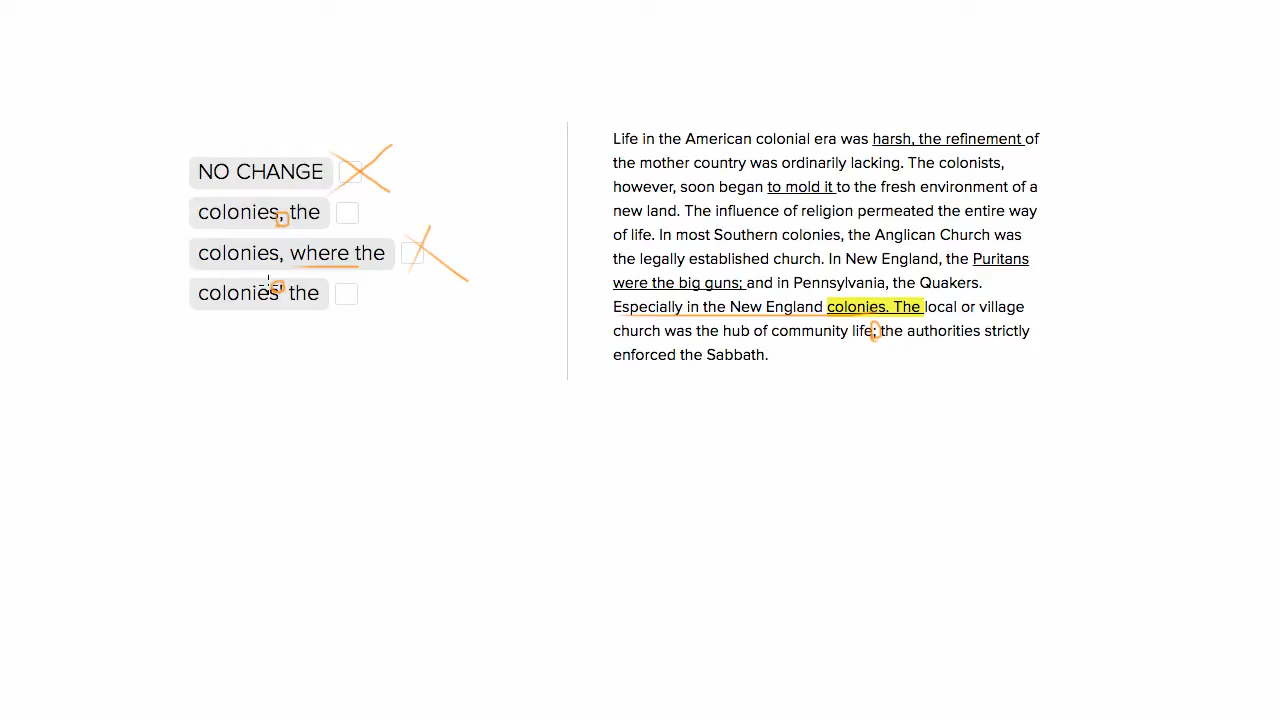 NO CHANGE
colonies, the
colonies, where the
colonies' the
Life in the American colonial era was harsh, the refinement of
the mother country was ordinarily lacking. The colonists,
however, soon began to mold it to the fresh environment of a
new land. The influence of religion permeated the entire way
of life. In most Southern colonies, the Anglican Church was
the legally established church. In New England, the Puritans
were the big guns; and in Pennsylvania, the Quakers.
Especially in the New England colonies. The local or village
church was the hub of community life; the authorities strictly
enforced the Sabbath.